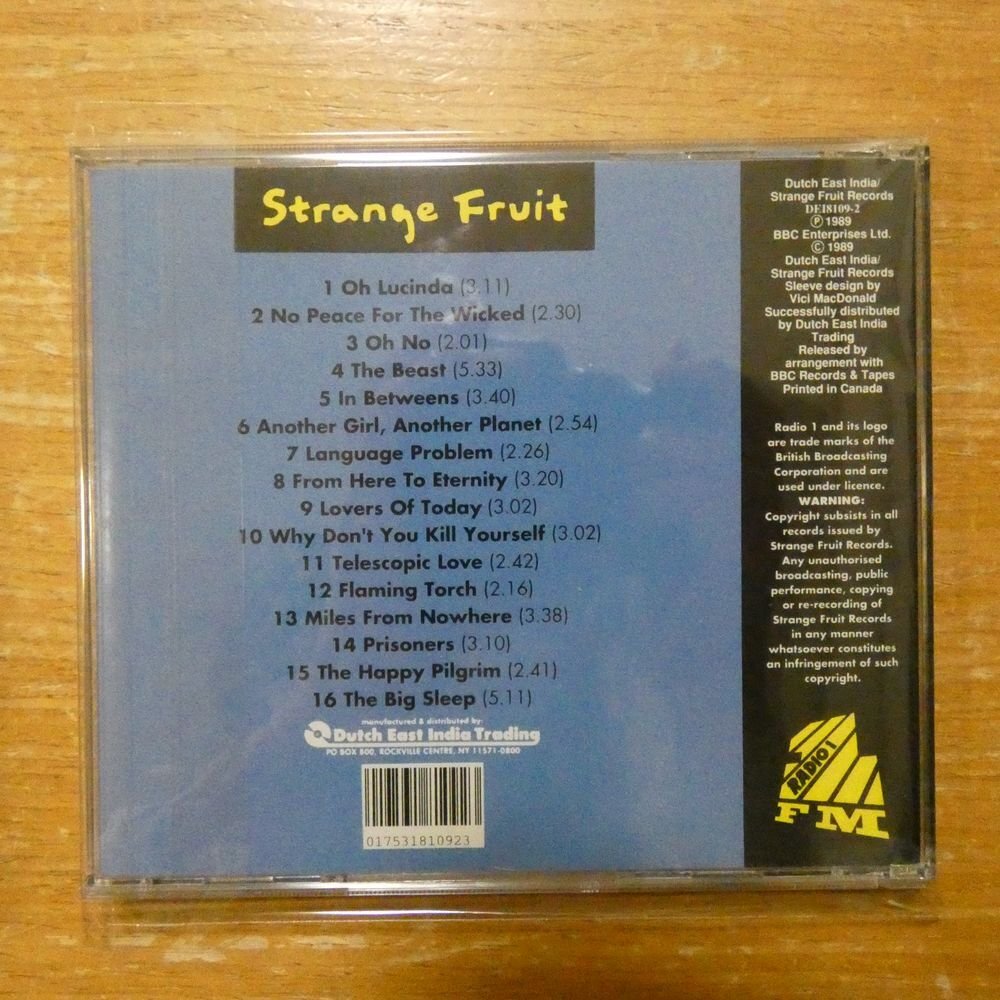 Strange Fruit
1 Oh Lucinda (3.11)
2 No Peace For The Wicked (2.30)
3 Oh No (2.01)
4 The Beast (5.33)
5 In Betweens (3.40)
6 Another Girl, Another Planet (2.54)
7 Language Problem (2.26)
8 From Here To Eternity (3.20)
9 Lovers Of Today (3.02)
10 Why Don't You Kill Yourself (3.02)
11 Telescopic Love (2.42)
12 Flaming Torch (2.16)
13 Miles From Nowhere (3.38)
14 Prisoners (3.10)
15 The Happy Pilgrim (2.41)
16 The Big Sleep (5.11)
manufactured & distributed by:
Dutch East India Trading
PO BOX 800, ROCKVILLE CENTRE, NY 11571-0800
017531810923
Dutch East India/
Strange Fruit Records
DEI8109-2
Ⓟ 1989
BBC Enterprises Ltd.
© 1989
Dutch East India/
Strange Fruit Records
Sleeve design by
Vici MacDonald
Successfully distributed
by Dutch East India
Trading
Released by
arrangement with
BBC Records & Tapes
Printed in Canada
Radio 1 and its logo
are trade marks of the
British Broadcasting
Corporation and are
used under licence.
WARNING:
Copyright subsists in all
records issued by
Strange Fruit Records.
Any unauthorised
broadcasting, public
performance, copying
or re-recording of
Strange Fruit Records
in any manner
whatsoever constitutes
an infringement of such
copyright.
RADIO 1
FM